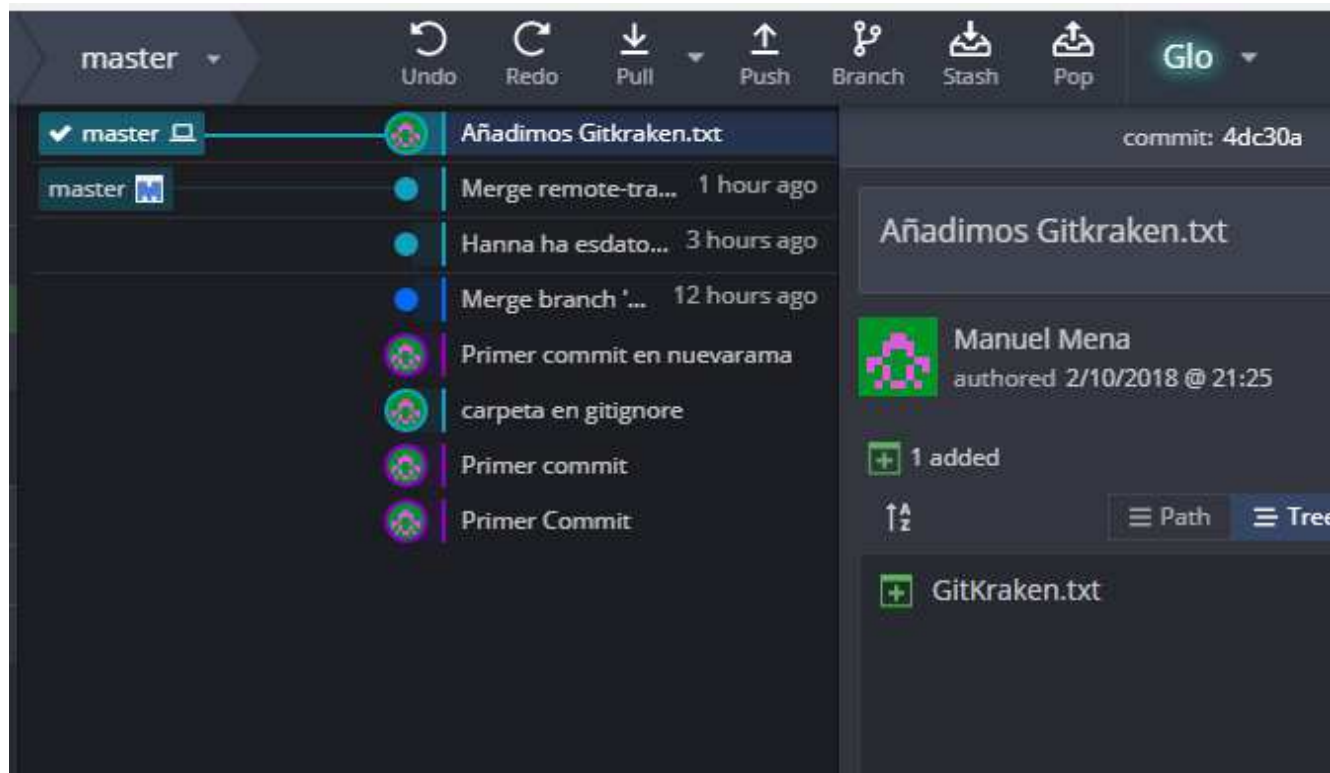 master
Undo Redo Pull Push Branch Stash Pop Glo
master Añadimos Gitkraken.txt
commit: 4dc30a
master Merge remote-tra... 1 hour ago
Hanna ha esdato... 3 hours ago
Añadimos Gitkraken.txt
Merge branch '... 12 hours ago
Manuel Mena
Primer commit en nuevarama
authored 2/10/2018 @ 21:25
carpeta en gitignore
1 added
Primer commit
Primer Commit
Path Tree
GitKraken.txt